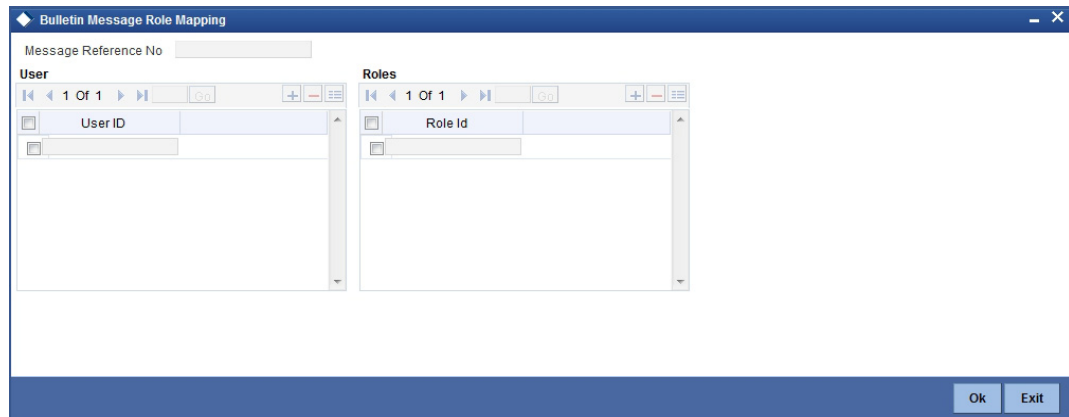 Bulletin Message Role Mapping
Message Reference No
User
Roles
1 Of 1 Go
1 Of 1 Go
User ID
Role Id
Ok Exit